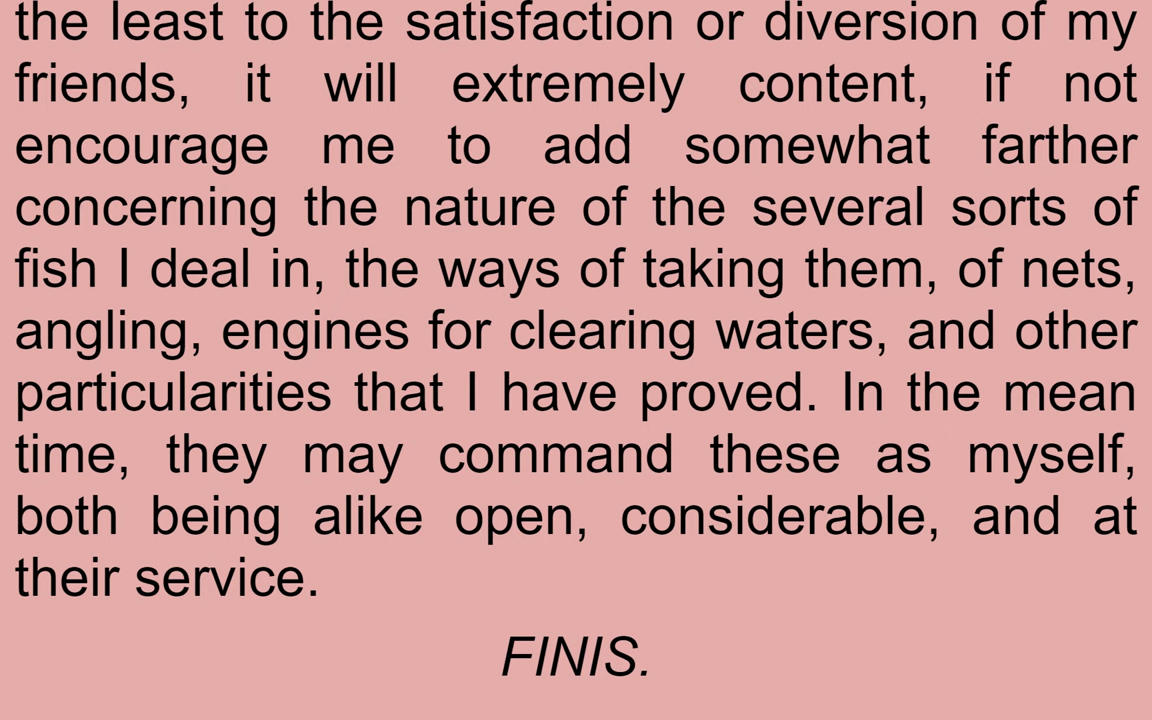 the least to the satisfaction or diversion of my
friends, it will extremely content, if not
encourage me to add somewhat farther
concerning the nature of the several sorts of
fish I deal in, the ways of taking them, of nets,
angling, engines for clearing waters, and other
particularities that I have proved. In the mean
time, they may command these as myself,
both being alike open, considerable, and at
their service.
FINIS.